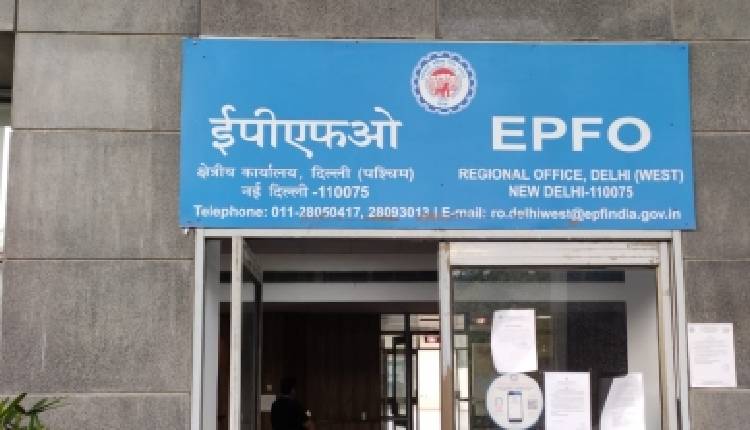 ईपीएफओ
क्षेत्रीय कार्यालय, दिल्ली (पश्चिम)
नई दिल्ली -110075
EPFO
REGIONAL OFFICE, DELHI (WEST)
NEW DELHI-110075
Telephone: 011-28050417, 28093013 | E-mail: ro.delhiwest@epfindia.gov.in